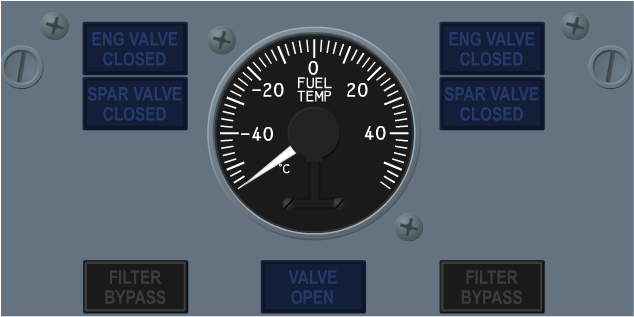 ENG VALVE
CLOSED
SPAR VALVE
CLOSED
0
FUEL
TEMP
-20
20
-40
40
°C
ENG VALVE
CLOSED
SPAR VALVE
CLOSED
FILTER
BYPASS
VALVE
OPEN
FILTER
BYPASS